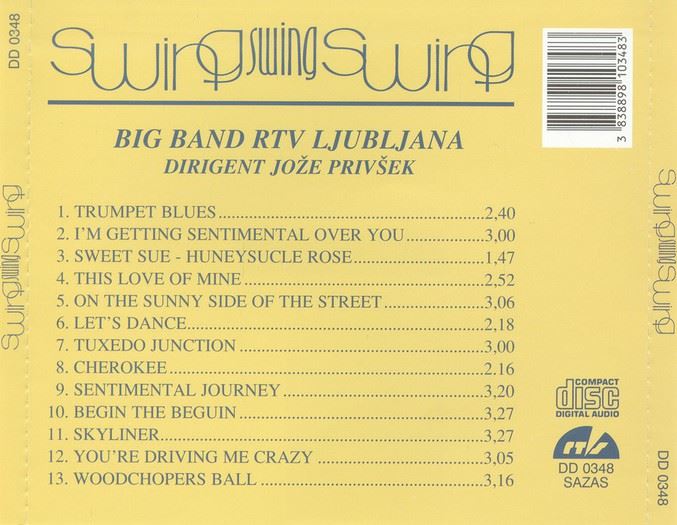 DD 0348
Swing swing Swing
3 838898 103483
BIG BAND RTV LJUBLJANA
DIRIGENT JOŽE PRIVŠEK
1. TRUMPET BLUES 2,40
2. I'M GETTING SENTIMENTAL OVER YOU 3,00
3. SWEET SUE - HUNEYSUCLE ROSE 1,47
4. THIS LOVE OF MINE 2,52
5. ON THE SUNNY SIDE OF THE STREET 3,06
6. LET'S DANCE 2,18
7. TUXEDO JUNCTION 3,00
8. CHEROKEE 2.16
9. SENTIMENTAL JOURNEY 3,20
10. BEGIN THE BEGUIN 3,27
11. SKYLINER 3,27
12. YOU'RE DRIVING ME CRAZY 3,05
13. WOODCHOPERS BALL 3,16
COMPACT
disc
DIGITAL AUDIO
RTVS
DD 0348
SAZAS
Swing swing Swing
Swing swing Swing
DD 0348